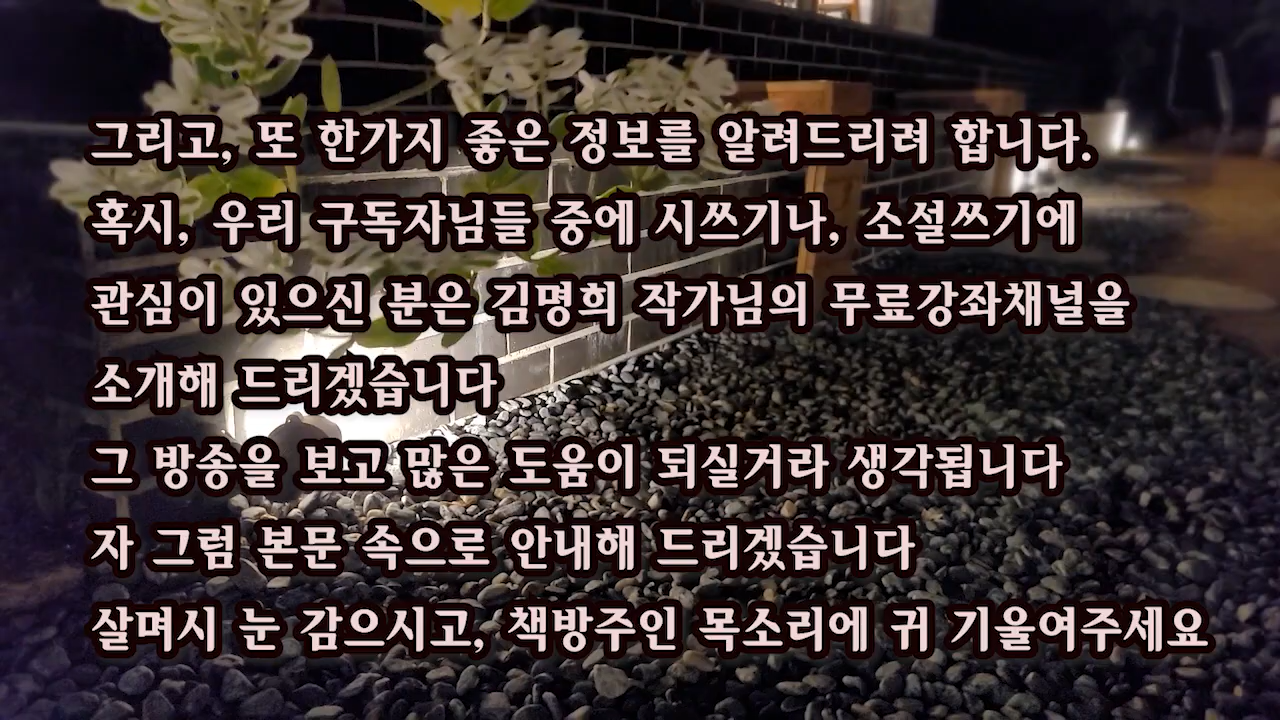 그리고, 또 한가지 좋은 정보를 알려드리려 합니다.
혹시, 우리 구독자님들 중에 시쓰기나, 소설쓰기에
관심이 있으신 분은 김명희 작가님의 무료강좌채널을
소개해 드리겠습니다
그 방송을 보고 많은 도움이 되실거라 생각됩니다
자 그럼 본문 속으로 안내해 드리겠습니다
살며시 눈 감으시고, 책방주인 목소리에 귀 기울여주세요